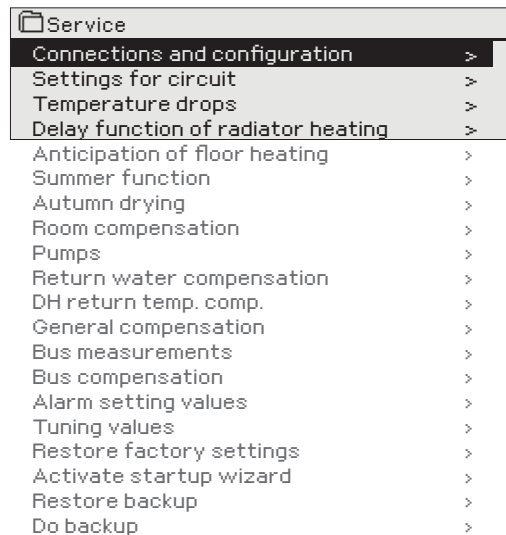 Service
Connections and configuration >
Settings for circuit >
Temperature drops >
Delay function of radiator heating >
Anticipation of floor heating >
Summer function >
Autumn drying >
Room compensation >
Pumps >
Return water compensation >
DH return temp. comp. >
General compensation >
Bus measurements >
Bus compensation >
Alarm setting values >
Tuning values >
Restore factory settings >
Activate startup wizard >
Restore backup >
Do backup >